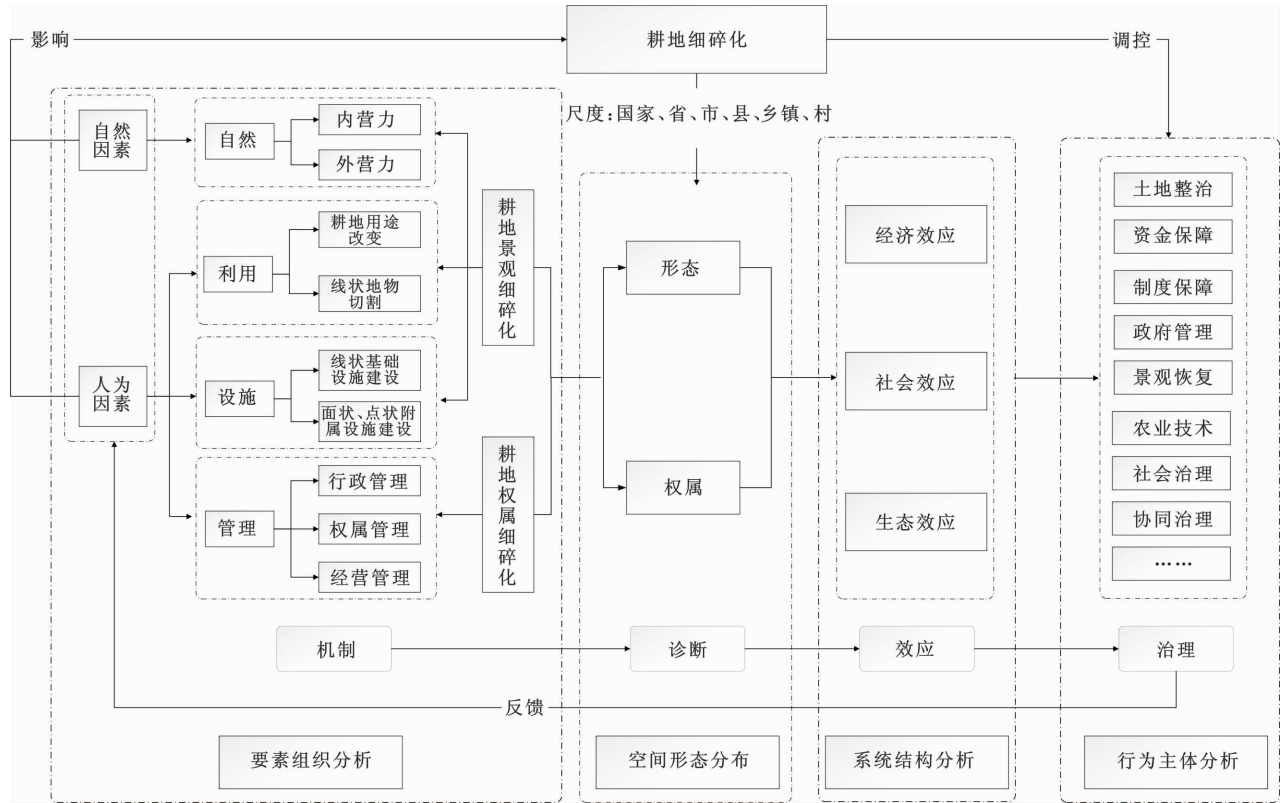 影响
耕地细碎化
调控
尺度:国家、省、市、县、乡镇、村
自然
因素
自然
内营力
外营力
耕地用途
改变
利用
线状地物
切割
人为
因素
设施
线状基础
设施建设
面状、点状附
属设施建设
管理
行政管理
权属管理
经营管理
耕地景观细碎化
耕地权属细碎化
形态
权属
经济效应
社会效应
生态效应
土地整治
资金保障
制度保障
政府管理
景观恢复
农业技术
社会治理
协同治理
……
机制
诊断
效应
治理
反馈
要素组织分析
空间形态分布
系统结构分析
行为主体分析